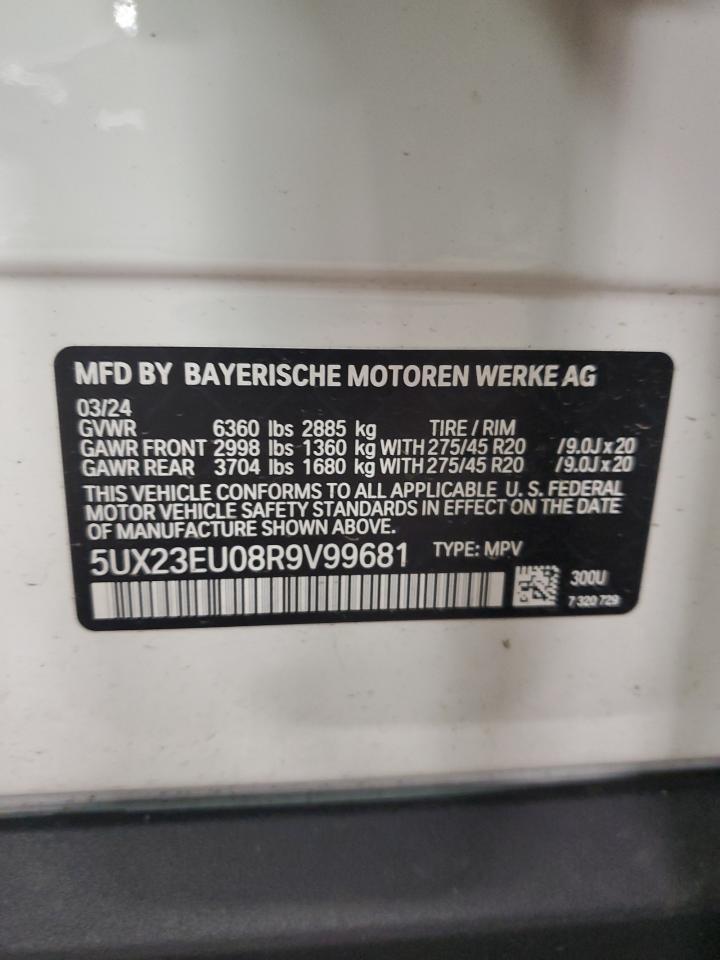 MFD BY BAYERISCHE MOTOREN WERKE AG
03/24
GVWR 6360 lbs 2885 kg TIRE / RIM
GAWR FRONT 2998 lbs 1360 kg WITH 275/45 R20 /9.0J x 20
GAWR REAR 3704 lbs 1680 kg WITH 275/45 R20 /9.0J x 20
THIS VEHICLE CONFORMS TO ALL APPLICABLE U. S. FEDERAL
MOTOR VEHICLE SAFETY STANDARDS IN EFFECT ON THE DATE
OF MANUFACTURE SHOWN ABOVE.
5UX23EU08R9V99681 TYPE: MPV
300U
7 320 729